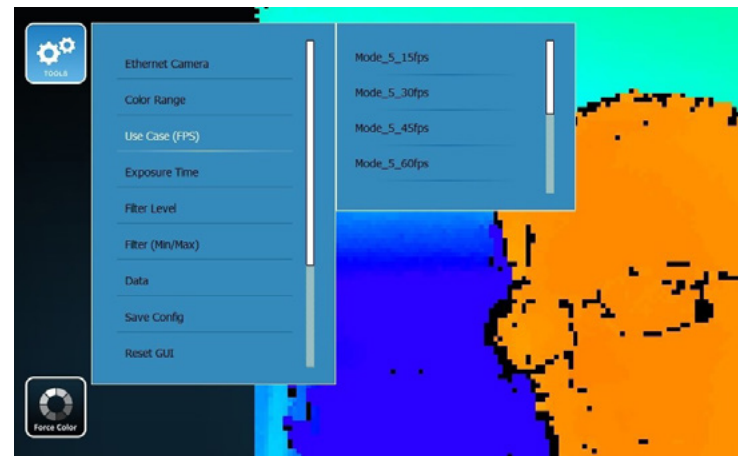 TOOLS
Ethernet Camera
Color Range
Use Case (FPS)
Exposure Time
Filter Level
Filter (Min/Max)
Data
Save Config
Reset GUI
Mode_5_15fps
Mode_5_30fps
Mode_5_45fps
Mode_5_60fps
Force Color